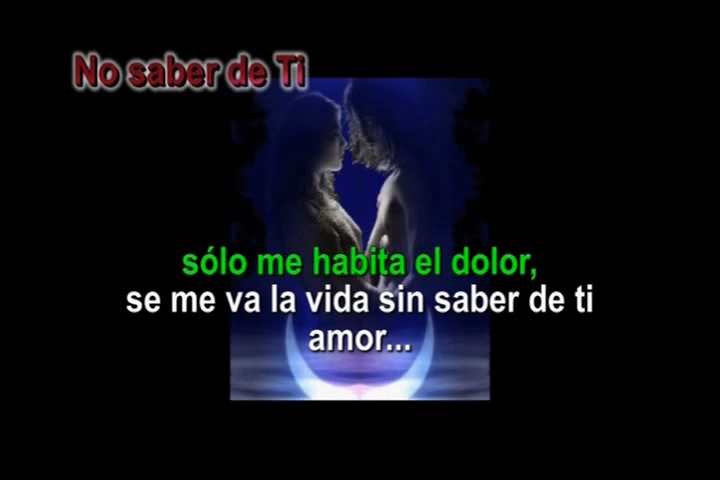 No saber de Ti
sólo me habita el dolor,
se me va la vida sin saber de ti
amor...